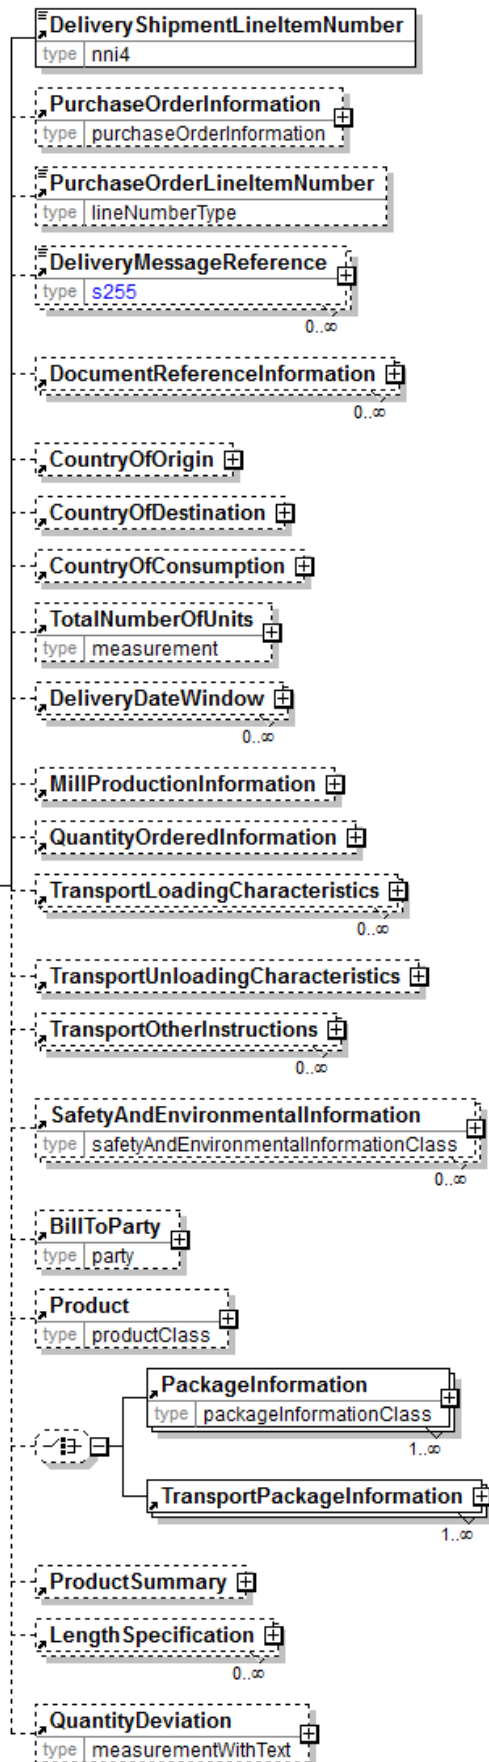 DeliveryShipmentLineItemNumber
type nni4
PurchaseOrderInformation
type purchaseOrderInformation
PurchaseOrderLineItemNumber
type lineNumberType
DeliveryMessageReference
type s255
0..∞
DocumentReferenceInformation
0..∞
CountryOfOrigin
CountryOfDestination
CountryOfConsumption
TotalNumberOfUnits
type measurement
DeliveryDateWindow
0..∞
MillProductionInformation
QuantityOrderedInformation
TransportLoadingCharacteristics
0..∞
TransportUnloadingCharacteristics
TransportOtherInstructions
0..∞
SafetyAndEnvironmentalInformation
type safetyAndEnvironmentalInformationClass
0..∞
BillToParty
type party
Product
type productClass
PackageInformation
type packageInformationClass
1..∞
TransportPackageInformation
1..∞
ProductSummary
LengthSpecification
0..∞
QuantityDeviation
type measurementWithText